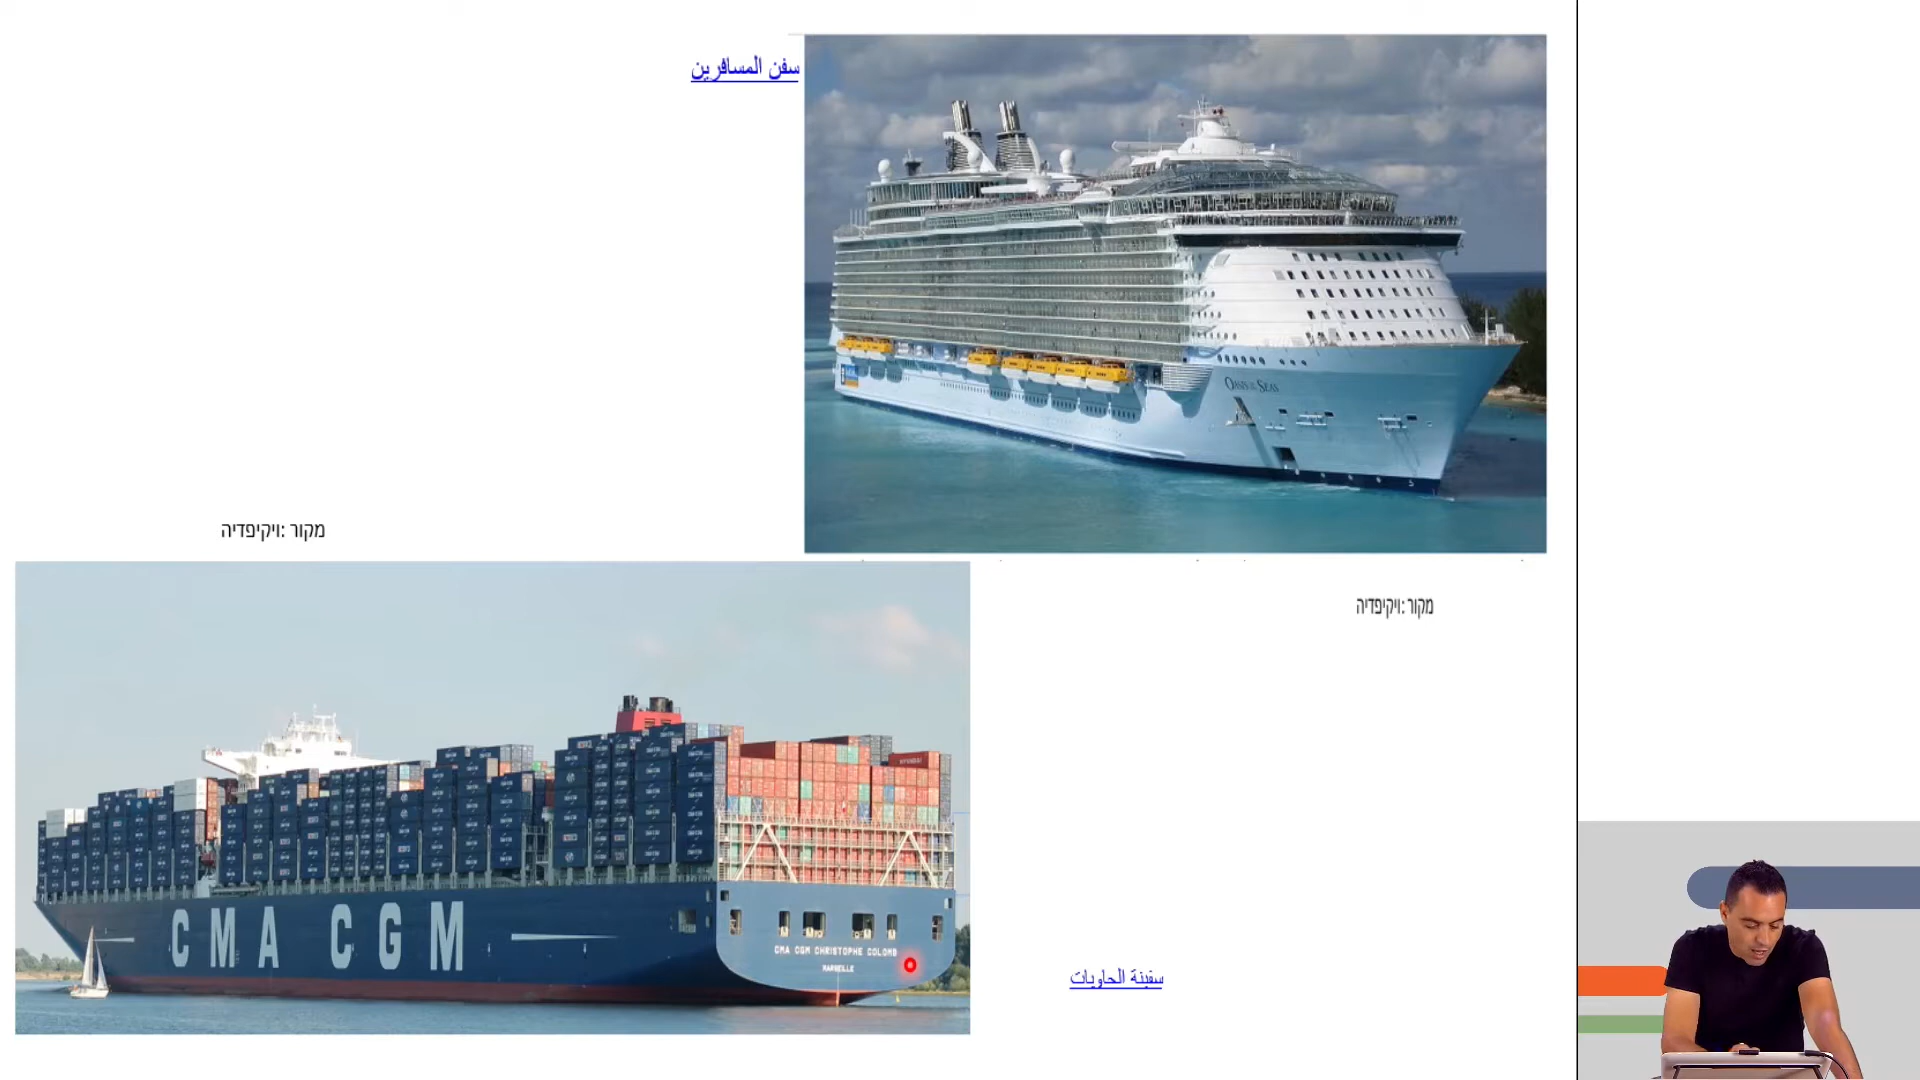 سفن المسافرين
OASIS OF THE SEAS
מקור :ויקיפדיה
מקור:ויקיפדיה
CMA CGM
CMA CGM CHRISTOPHE COLOMB
MARSEILLE
سفينة الحاويات